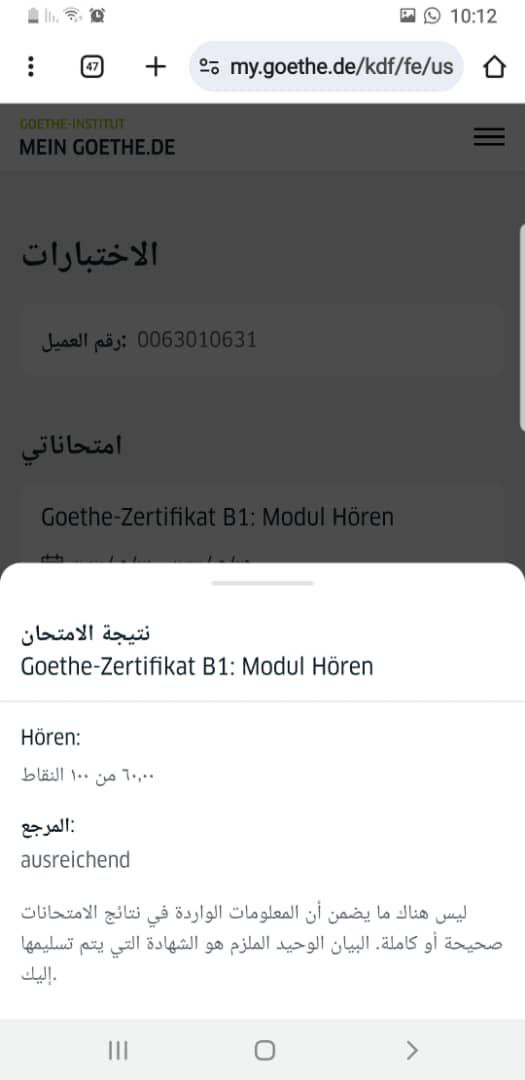 10:12
47
my.goethe.de/kdf/fe/us
GOETHE-INSTITUT
MEIN GOETHE.DE
الاختبارات
رقم العميل: 0063010631
امتحاناتي
Goethe-Zertifikat B1: Modul Hören
نتيجة الامتحان
Goethe-Zertifikat B1: Modul Hören
Hören:
٦٠,٠٠ من ١٠٠ النقاط
المرجع:
ausreichend
ليس هناك ما يضمن أن المعلومات الواردة في نتائج الامتحانات
صحيحة أو كاملة. البيان الوحيد الملزم هو الشهادة التي يتم تسليمها
إليك.